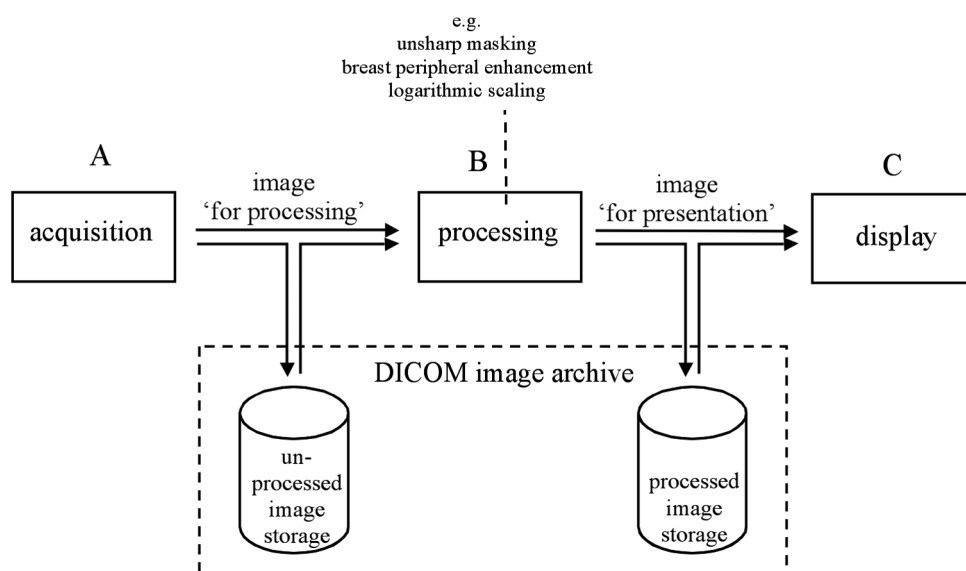 e.g.
unsharp masking
breast peripheral enhancement
logarithmic scaling
A
B
C
image
‘for processing’
image
‘for presentation’
acquisition
processing
display
DICOM image archive
un-
processed
image
storage
processed
image
storage